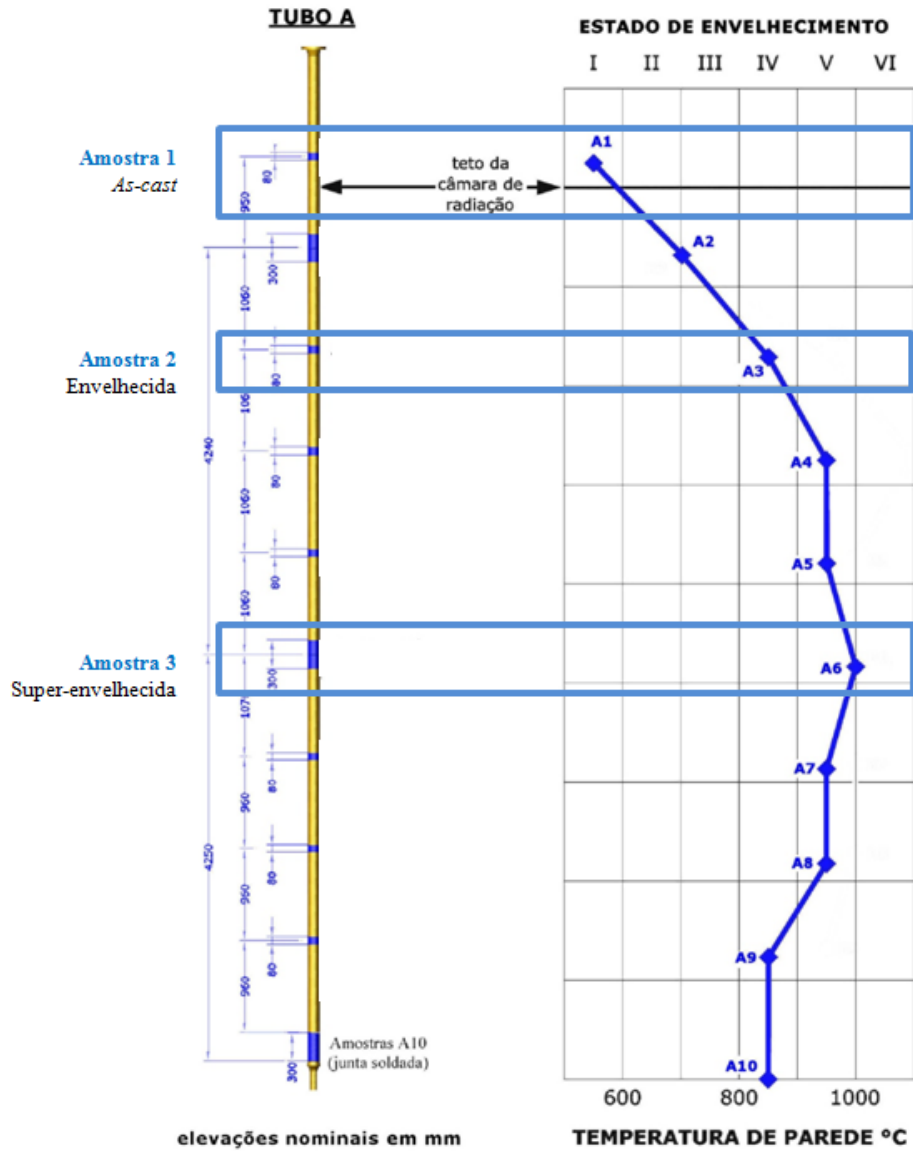 TUBO A
ESTADO DE ENVELHECIMENTO
I II III IV V VI
Amostra 1
As-cast
80
950
teto da
câmara de
radiação
A1
300
A2
1060
Amostra 2
Envelhecida
80
A3
1060
4240
80
A4
1060
80
A5
1060
Amostra 3
Super-envelhecida
300
A6
1070
80
A7
960
4250
80
A8
960
80
A9
960
Amostras A10
(junta soldada)
300
A10
600 800 1000
elevações nominais em mm
TEMPERATURA DE PAREDE °C